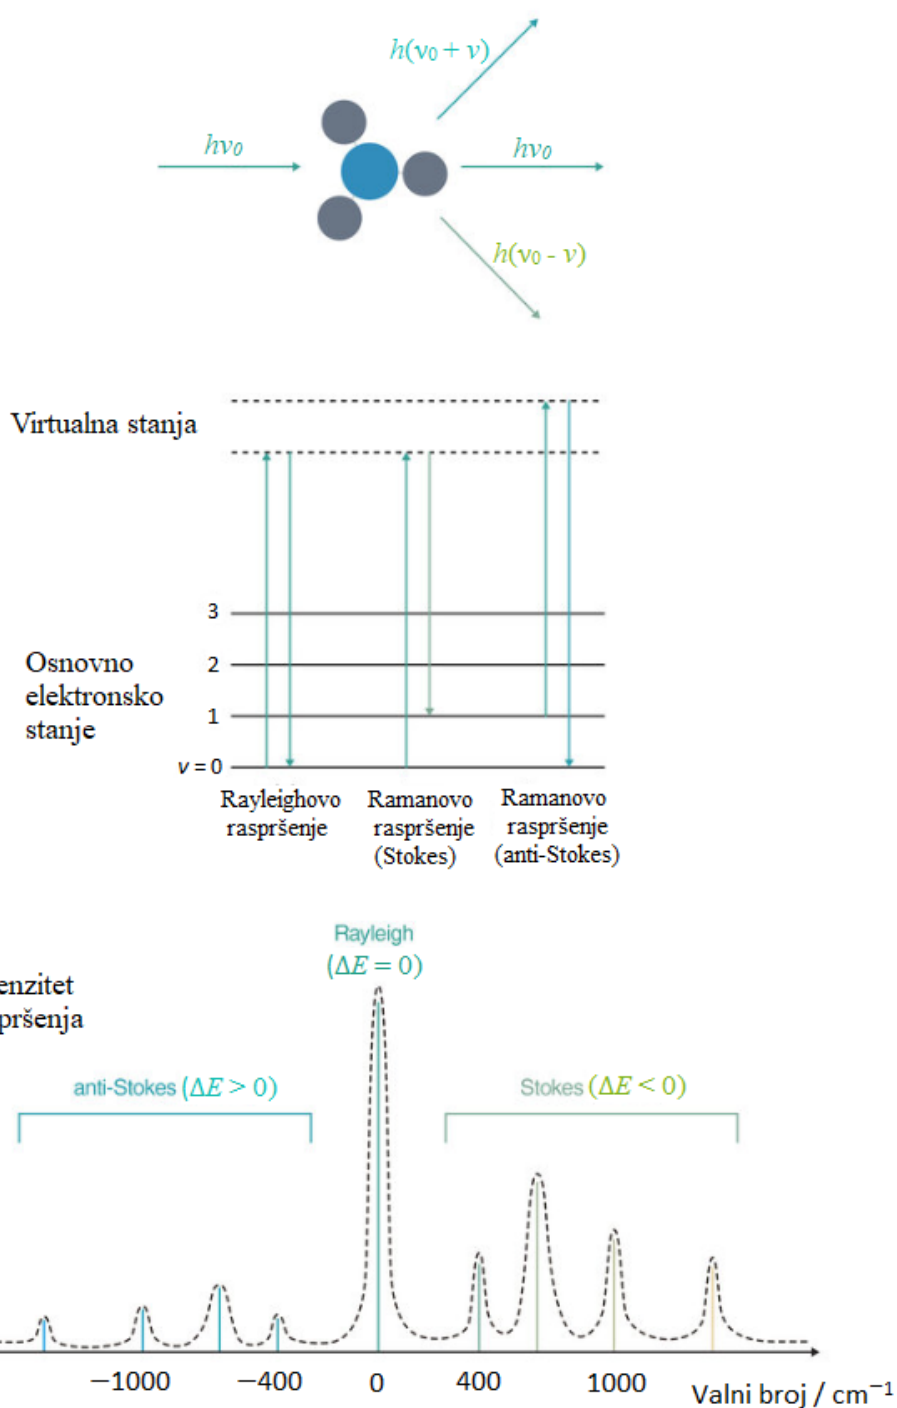 h(ν₀ + ν)
hν₀
hν₀
h(ν₀ - ν)
Virtualna stanja
3
Osnovno
elektronsko
stanje
2
1
v = 0
Rayleighovo
raspršenje
Ramanovo
raspršenje
(Stokes)
Ramanovo
raspršenje
(anti-Stokes)
Rayleigh
(ΔE = 0)
enzitet
pršenja
anti-Stokes (ΔE > 0)
Stokes (ΔE < 0)
−1000
−400
0
400
1000
Valni broj / cm⁻¹